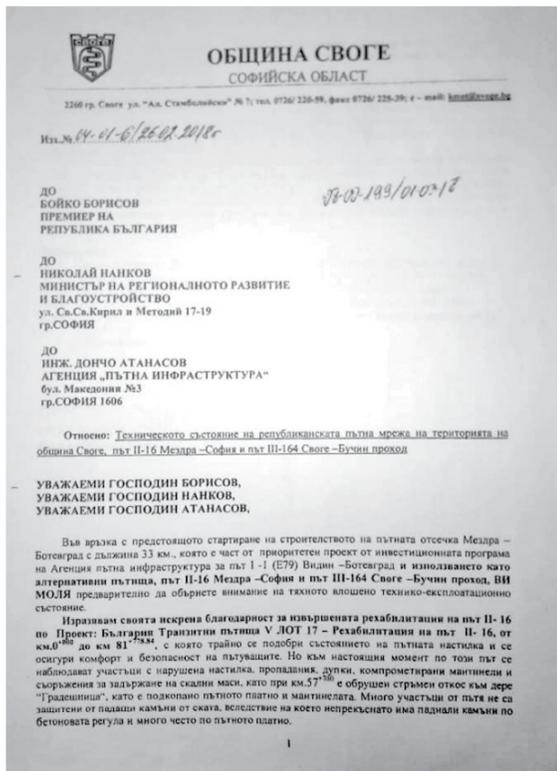 ОБЩИНА СВОГЕ
СОФИЙСКА ОБЛАСТ
2260 гр. Своге ул. "Ал. Стамболийски" № 7; тел. 0726/ 220-59, факс 0726/ 225-39; e – mail: kmet@svoge.bg
Изх.№ 04-01-6/26.02.2018г
ДО
БОЙКО БОРИСОВ
ПРЕМИЕР НА
РЕПУБЛИКА БЪЛГАРИЯ
ДО
НИКОЛАЙ НАНКОВ
МИНИСТЪР НА РЕГИОНАЛНОТО РАЗВИТИЕ
И БЛАГОУСТРОЙСТВО
ул. Св.Св.Кирил и Методий 17-19
гр.СОФИЯ
ДО
ИНЖ. ДОНЧО АТАНАСОВ
АГЕНЦИЯ „ПЪТНА ИНФРАСТРУКТУРА“
бул. Македония №3
гр.СОФИЯ 1606
Относно: Техническото състояние на републиканската пътна мрежа на територията на
община Своге, път II-16 Мездра –София и път III-164 Своге –Бучин проход
УВАЖАЕМИ ГОСПОДИН БОРИСОВ,
УВАЖАЕМИ ГОСПОДИН НАНКОВ,
УВАЖАЕМИ ГОСПОДИН АТАНАСОВ,
Във връзка с предстоящото стартиране на строителството на пътната отсечка Мездра –
Ботевград с дължина 33 км., която е част от приоритетен проект от инвестиционната програма
на Агенция пътна инфраструктура за път I -1 (Е79) Видин –Ботевград и използването като
алтернативни пътища, път II-16 Мездра –София и път III-164 Своге –Бучин проход, ВИ
МОЛЯ предварително да обърнете внимание на тяхното влошено технико-експлоатационно
състояние.
Изразявам своята искрена благодарност за извършената рехабилитация на път II- 16
по Проект: България Транзитни пътища V ЛОТ 17 – Рехабилитация на път II- 16, от
км.0 до км 81, с която трайно се подобри състоянието на пътната настилка и се
осигури комфорт и безопасност на пътуващите. Но към настоящия момент по този път се
наблюдават участъци с нарушена настилка, пропадания, дупки, компрометирани мантинели и
съоръжения за задържане на скални маси, като при км.57 е обрушен стръмен откос към дере
"Градешница", като е подкопано пътното платно и мантинелата. Много участъци от пътя не са
защитени от падащи камъни от ската, вследствие на което непрекъснато има паднали камъни по
бетоновата регула и много често по пътното платно.
1